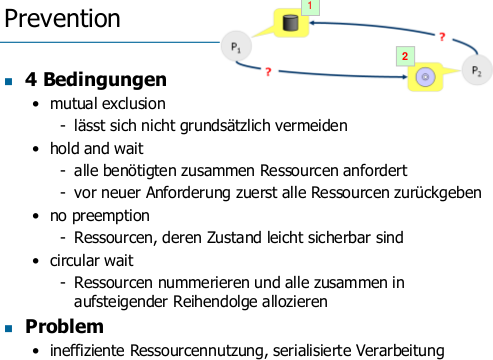 Prevention
1
P1
?
?
2
P2
4 Bedingungen
mutual exclusion
- lässt sich nicht grundsätzlich vermeiden
hold and wait
- alle benötigten zusammen Ressourcen anfordert
- vor neuer Anforderung zuerst alle Ressourcen zurückgeben
no preemption
- Ressourcen, deren Zustand leicht sicherbar sind
circular wait
- Ressourcen nummerieren und alle zusammen in
aufsteigender Reihendolge allozieren
Problem
ineffiziente Ressourcennutzung, serialisierte Verarbeitung